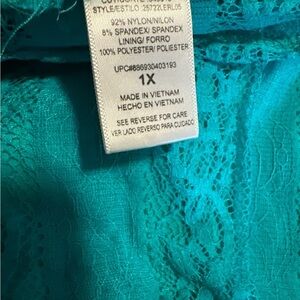 STYLE/ESTILO: 25722LERL05
92% NYLON/NILON
8% SPANDEX/ SPANDEX
LINING/ FORRO
100% POLYESTER/ POLIESTER
UPC#886930403193
1X
MADE IN VIETNAM
HECHO EN VIETNAM
SEE REVERSE FOR CARE
VER LADO REVERSO PARA CUIDADO